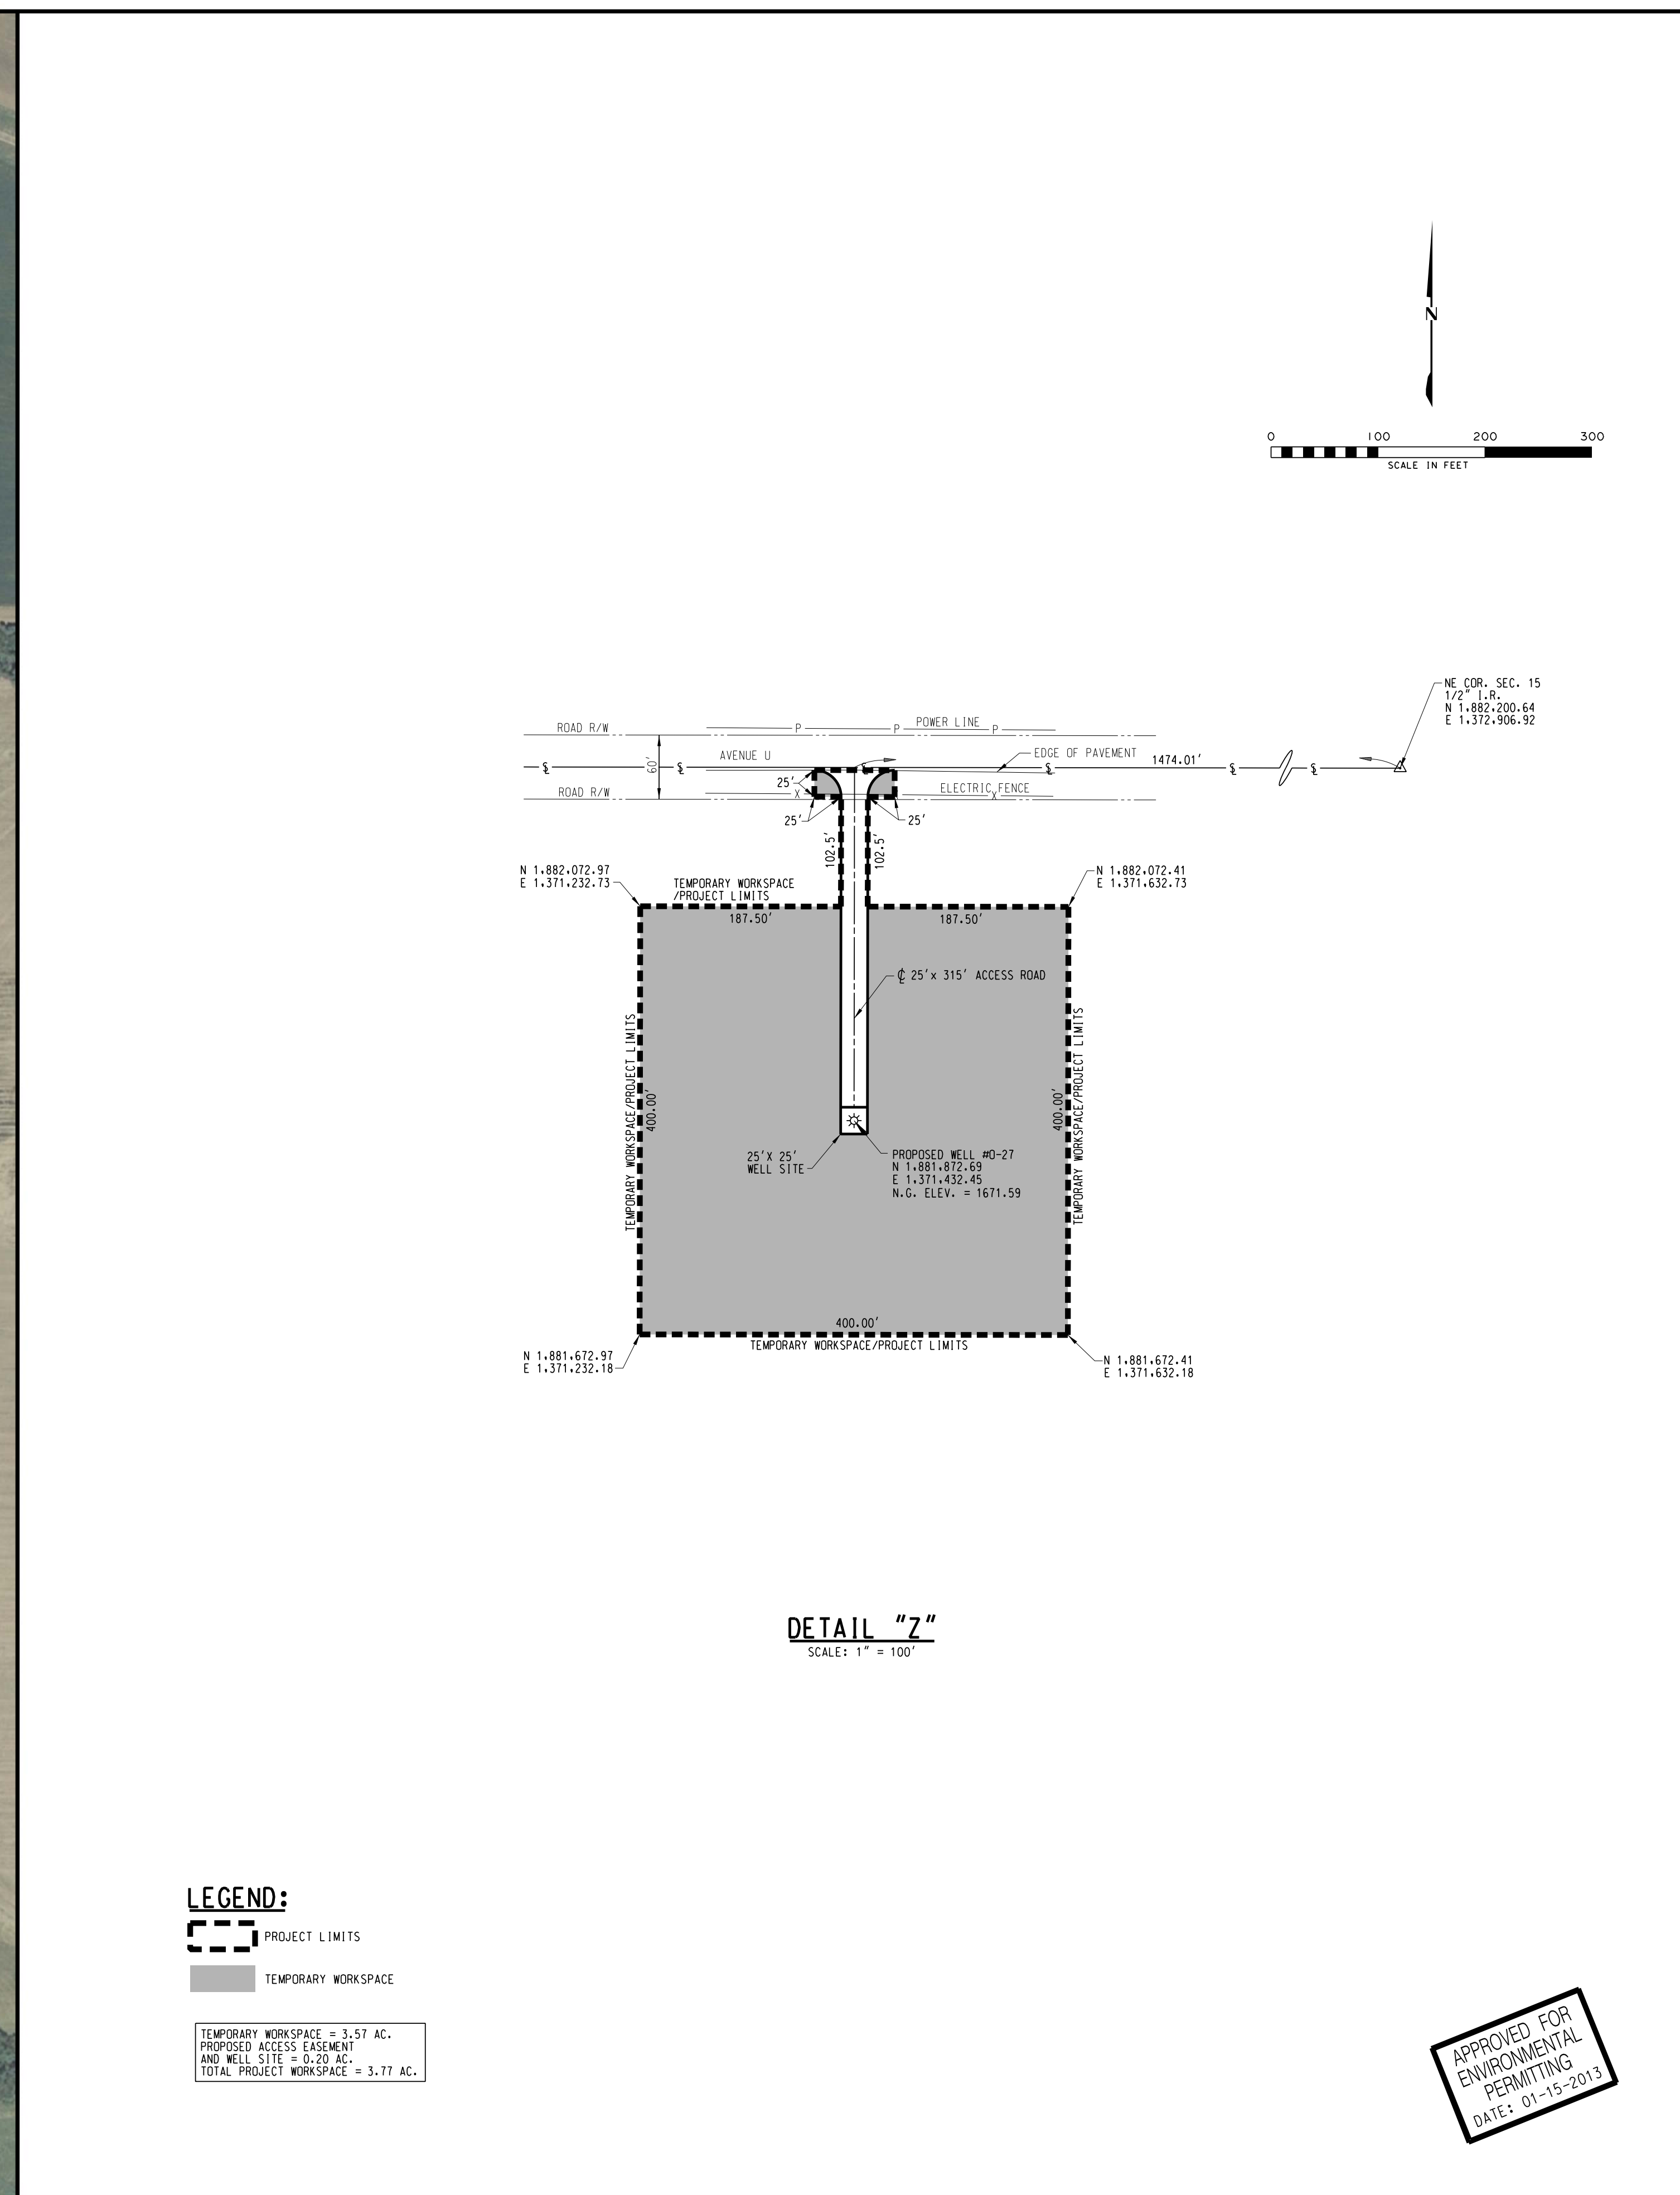 N
0 100 200 300
SCALE IN FEET
NE COR. SEC. 15
1/2" I.R.
N 1,882,200.64
E 1,372,906.92
ROAD R/W
P
P
POWER LINE
P
AVENUE U
EDGE OF PAVEMENT
1474.01'
60'
25'
ROAD R/W
X
ELECTRIC FENCE
X
25'
25'
102.5'
102.5'
N 1,882,072.97
E 1,371,232.73
TEMPORARY WORKSPACE
/PROJECT LIMITS
N 1,882,072.41
E 1,371,632.73
187.50'
187.50'
℄ 25'x 315' ACCESS ROAD
TEMPORARY WORKSPACE/PROJECT LIMITS
400.00'
400.00'
TEMPORARY WORKSPACE/PROJECT LIMITS
25'X 25'
WELL SITE
PROPOSED WELL #O-27
N 1,881,872.69
E 1,371,432.45
N.G. ELEV. = 1671.59
400.00'
TEMPORARY WORKSPACE/PROJECT LIMITS
N 1,881,672.97
E 1,371,232.18
N 1,881,672.41
E 1,371,632.18
DETAIL "Z"
SCALE: 1" = 100'
LEGEND:
PROJECT LIMITS
TEMPORARY WORKSPACE
TEMPORARY WORKSPACE = 3.57 AC.
PROPOSED ACCESS EASEMENT
AND WELL SITE = 0.20 AC.
TOTAL PROJECT WORKSPACE = 3.77 AC.
APPROVED FOR
ENVIRONMENTAL
PERMITTING
DATE: 01-15-2013